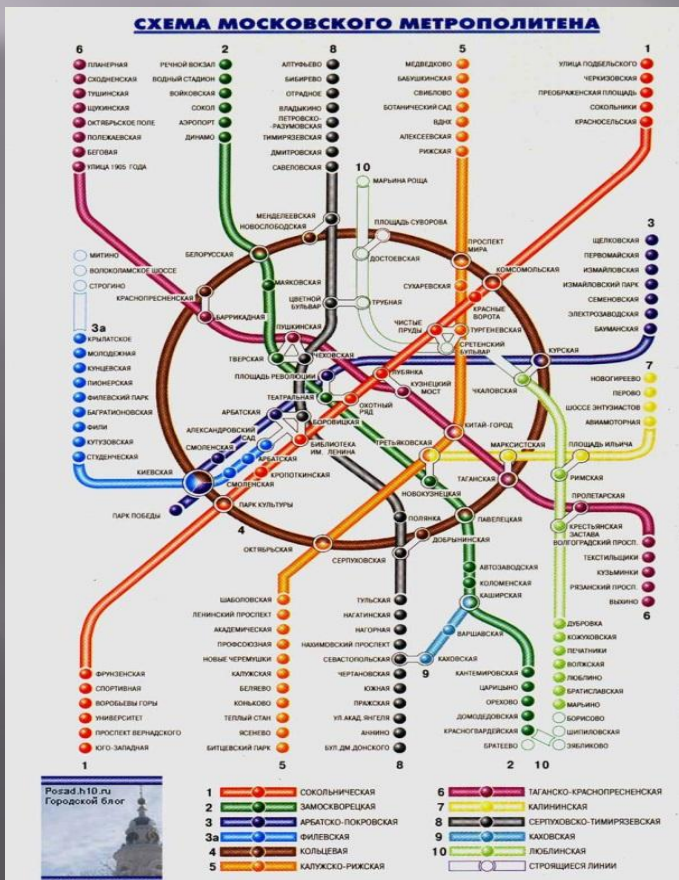 СХЕМА МОСКОВСКОГО МЕТРОПОЛИТЕНА
6
ПЛАНЕРНАЯ
СХОДНЕНСКАЯ
ТУШИНСКАЯ
ЩУКИНСКАЯ
ОКТЯБРЬСКОЕ ПОЛЕ
ПОЛЕЖАЕВСКАЯ
БЕГОВАЯ
УЛИЦА 1905 ГОДА
2
РЕЧНОЙ ВОКЗАЛ
ВОДНЫЙ СТАДИОН
ВОЙКОВСКАЯ
СОКОЛ
АЭРОПОРТ
ДИНАМО
8
АЛТУФЬЕВО
БИБИРЕВО
ОТРАДНОЕ
ВЛАДЫКИНО
ПЕТРОВСКО-
РАЗУМОВСКАЯ
ТИМИРЯЗЕВСКАЯ
ДМИТРОВСКАЯ
САВЕЛОВСКАЯ
5
МЕДВЕДКОВО
БАБУШКИНСКАЯ
СВИБЛОВО
БОТАНИЧЕСКИЙ САД
ВДНХ
АЛЕКСЕЕВСКАЯ
РИЖСКАЯ
1
УЛИЦА ПОДБЕЛЬСКОГО
ЧЕРКИЗОВСКАЯ
ПРЕОБРАЖЕНСКАЯ ПЛОЩАДЬ
СОКОЛЬНИКИ
КРАСНОСЕЛЬСКАЯ
10
МАРЬИНА РОЩА
МЕНДЕЛЕЕВСКАЯ
НОВОСЛОБОДСКАЯ
ПЛОЩАДЬ СУВОРОВА
ДОСТОЕВСКАЯ
ПРОСПЕКТ
МИРА
БЕЛОРУССКАЯ
КОМСОМОЛЬСКАЯ
3
ЩЕЛКОВСКАЯ
ПЕРВОМАЙСКАЯ
ИЗМАЙЛОВСКАЯ
ИЗМАЙЛОВСКИЙ ПАРК
СЕМЕНОВСКАЯ
ЭЛЕКТРОЗАВОДСКАЯ
БАУМАНСКАЯ
МИТИНО
ВОЛОКОЛАМСКОЕ ШОССЕ
СТРОГИНО
3а
КРЫЛАТСКОЕ
МОЛОДЕЖНАЯ
КУНЦЕВСКАЯ
ПИОНЕРСКАЯ
ФИЛЕВСКИЙ ПАРК
БАГРАТИОНОВСКАЯ
ФИЛИ
КУТУЗОВСКАЯ
СТУДЕНЧЕСКАЯ
КРАСНОПРЕСНЕНСКАЯ
БАРРИКАДНАЯ
МАЯКОВСКАЯ
ЦВЕТНОЙ
БУЛЬВАР
ТРУБНАЯ
СУХАРЕВСКАЯ
КРАСНЫЕ
ВОРОТА
ЧИСТЫЕ
ПРУДЫ
ТУРГЕНЕВСКАЯ
СРЕТЕНСКИЙ
БУЛЬВАР
КУРСКАЯ
ЧКАЛОВСКАЯ
ПУШКИНСКАЯ
ТВЕРСКАЯ
ЧЕХОВСКАЯ
ПЛОЩАДЬ РЕВОЛЮЦИИ
ЛУБЯНКА
КУЗНЕЦКИЙ
МОСТ
ТЕАТРАЛЬНАЯ
ОХОТНЫЙ
РЯД
АРБАТСКАЯ
БОРОВИЦКАЯ
АЛЕКСАНДРОВСКИЙ
САД
БИБЛИОТЕКА
ИМ. ЛЕНИНА
КИТАЙ-ГОРОД
7
НОВОГИРЕЕВО
ПЕРОВО
ШОССЕ ЭНТУЗИАСТОВ
АВИАМОТОРНАЯ
ТРЕТЬЯКОВСКАЯ
МАРКСИСТСКАЯ
ПЛОЩАДЬ ИЛЬИЧА
СМОЛЕНСКАЯ
АРБАТСКАЯ
КИЕВСКАЯ
СМОЛЕНСКАЯ
КРОПОТКИНСКАЯ
НОВОКУЗНЕЦКАЯ
ТАГАНСКАЯ
РИМСКАЯ
ПРОЛЕТАРСКАЯ
ПАРК ПОБЕДЫ
4
ПАРК КУЛЬТУРЫ
ПОЛЯНКА
ПАВЕЛЕЦКАЯ
КРЕСТЬЯНСКАЯ
ЗАСТАВА
ОКТЯБРЬСКАЯ
ДОБРЫНИНСКАЯ
СЕРПУХОВСКАЯ
ВОЛГОГРАДСКИЙ ПРОСП.
ТЕКСТИЛЬЩИКИ
КУЗЬМИНКИ
РЯЗАНСКИЙ ПРОСП.
ВЫХИНО
6
АВТОЗАВОДСКАЯ
КОЛОМЕНСКАЯ
КАШИРСКАЯ
ВАРШАВСКАЯ
КАХОВСКАЯ
9
ШАБОЛОВСКАЯ
ЛЕНИНСКИЙ ПРОСПЕКТ
АКАДЕМИЧЕСКАЯ
ПРОФСОЮЗНАЯ
НОВЫЕ ЧЕРЕМУШКИ
КАЛУЖСКАЯ
БЕЛЯЕВО
КОНЬКОВО
ТЕПЛЫЙ СТАН
ЯСЕНЕВО
БИТЦЕВСКИЙ ПАРК
5
ТУЛЬСКАЯ
НАГАТИНСКАЯ
НАГОРНАЯ
НАХИМОВСКИЙ ПРОСПЕКТ
СЕВАСТОПОЛЬСКАЯ
ЧЕРТАНОВСКАЯ
ЮЖНАЯ
ПРАЖСКАЯ
УЛ.АКАД.ЯНГЕЛЯ
АННИНО
БУЛ.ДМ.ДОНСКОГО
8
ДУБРОВКА
КОЖУХОВСКАЯ
ПЕЧАТНИКИ
ВОЛЖСКАЯ
ЛЮБЛИНО
БРАТИСЛАВСКАЯ
МАРЬИНО
БОРИСОВО
ШИПИЛОВСКАЯ
ЗЯБЛИКОВО
КАНТЕМИРОВСКАЯ
ЦАРИЦЫНО
ОРЕХОВО
ДОМОДЕДОВСКАЯ
КРАСНОГВАРДЕЙСКАЯ
БРАТЕЕВО
2
10
ФРУНЗЕНСКАЯ
СПОРТИВНАЯ
ВОРОБЬЕВЫ ГОРЫ
УНИВЕРСИТЕТ
ПРОСПЕКТ ВЕРНАДСКОГО
ЮГО-ЗАПАДНАЯ
1
Posad.h10.ru
Городской блог
1 СОКОЛЬНИЧЕСКАЯ
2 ЗАМОСКВОРЕЦКАЯ
3 АРБАТСКО-ПОКРОВСКАЯ
3а ФИЛЕВСКАЯ
4 КОЛЬЦЕВАЯ
5 КАЛУЖСКО-РИЖСКАЯ
6 ТАГАНСКО-КРАСНОПРЕСНЕНСКАЯ
7 КАЛИНИНСКАЯ
8 СЕРПУХОВСКО-ТИМИРЯЗЕВСКАЯ
9 КАХОВСКАЯ
10 ЛЮБЛИНСКАЯ
СТРОЯЩИЕСЯ ЛИНИИ